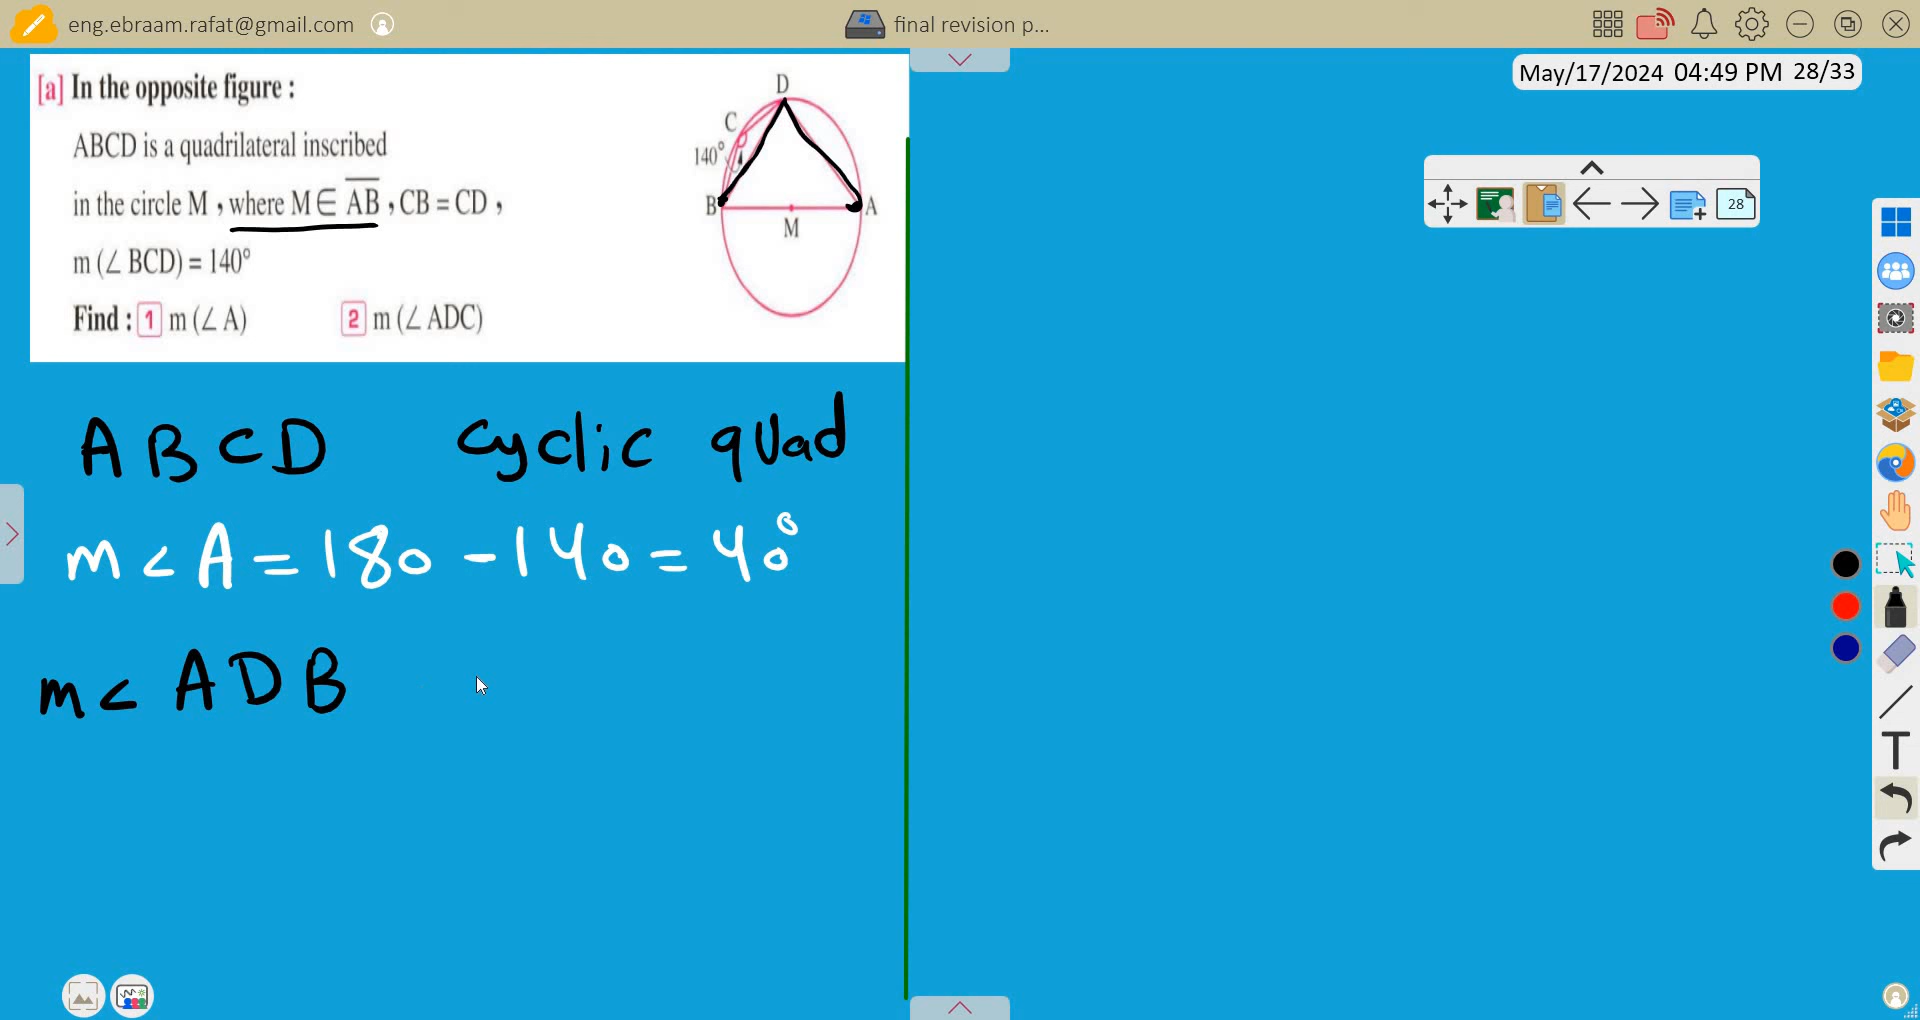 eng.ebraam.rafat@gmail.com
final revision p...
May/17/2024 04:49 PM 28/33
[a] In the opposite figure :
ABCD is a quadrilateral inscribed
in the circle M , where M ∈ AB , CB = CD ,
m (∠ BCD) = 140°
Find : 1 m (∠ A) 2 m (∠ ADC)
D
C
140°
B
A
M
28
A B C D cyclic quad
m < A = 180 - 140 = 40°
m < A D B
T